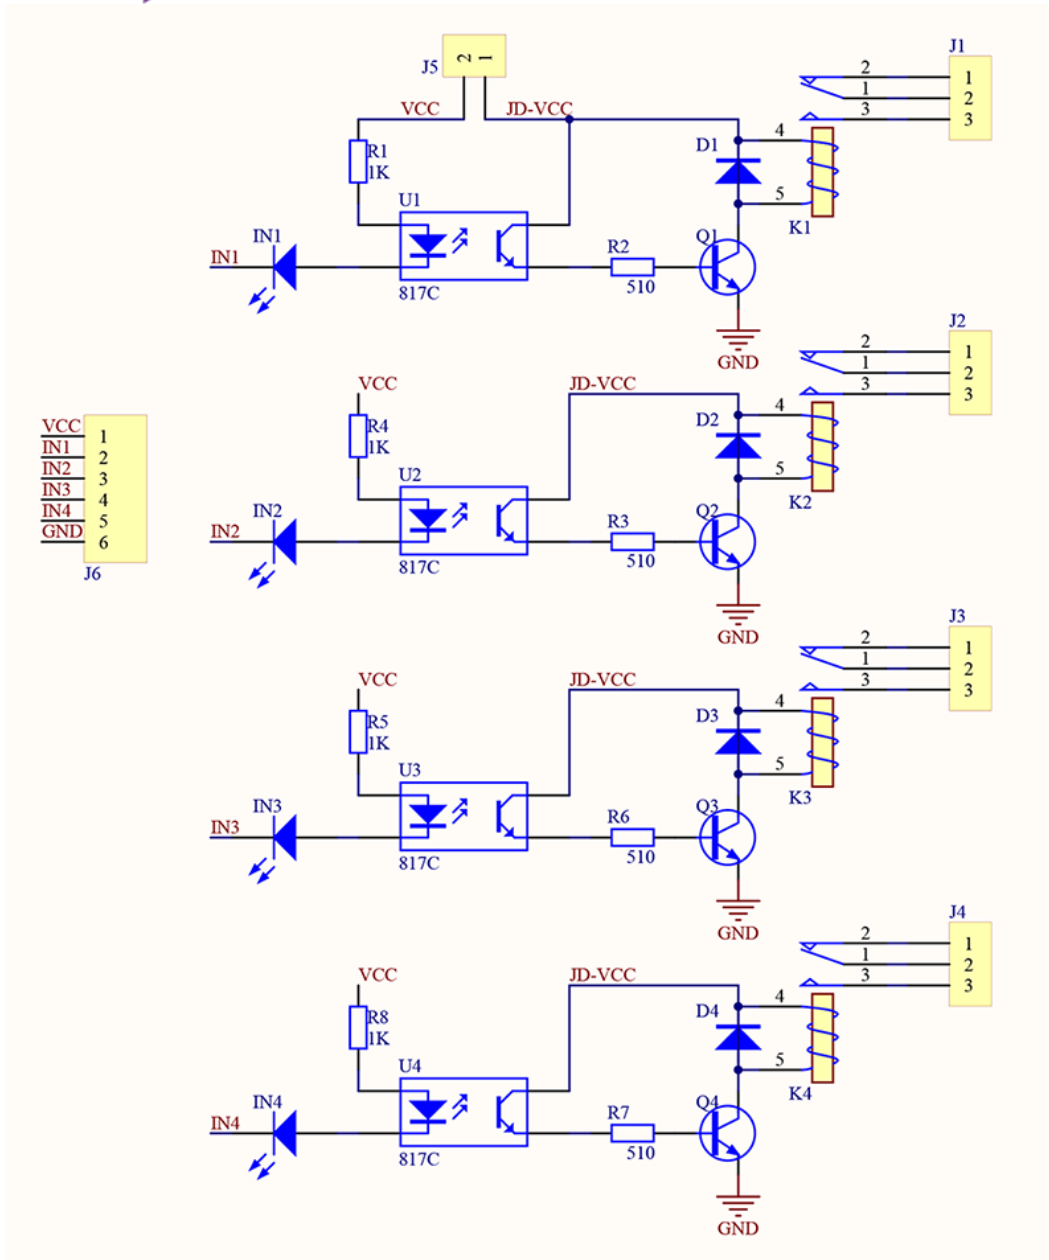 J5
2 1
VCC
JD-VCC
R1
1K
U1
IN1
IN1
817C
R2
510
D1
Q1
GND
4
5
K1
J1
2 1
1 2
3 3
VCC
R4
1K
U2
IN2
IN2
817C
JD-VCC
R3
510
D2
Q2
GND
4
5
K2
J2
2 1
1 2
3 3
VCC 1
IN1 2
IN2 3
IN3 4
IN4 5
GND 6
J6
VCC
R5
1K
U3
IN3
IN3
817C
JD-VCC
R6
510
D3
Q3
GND
4
5
K3
J3
2 1
1 2
3 3
VCC
R8
1K
U4
IN4
IN4
817C
JD-VCC
R7
510
D4
Q4
GND
4
5
K4
J4
2 1
1 2
3 3